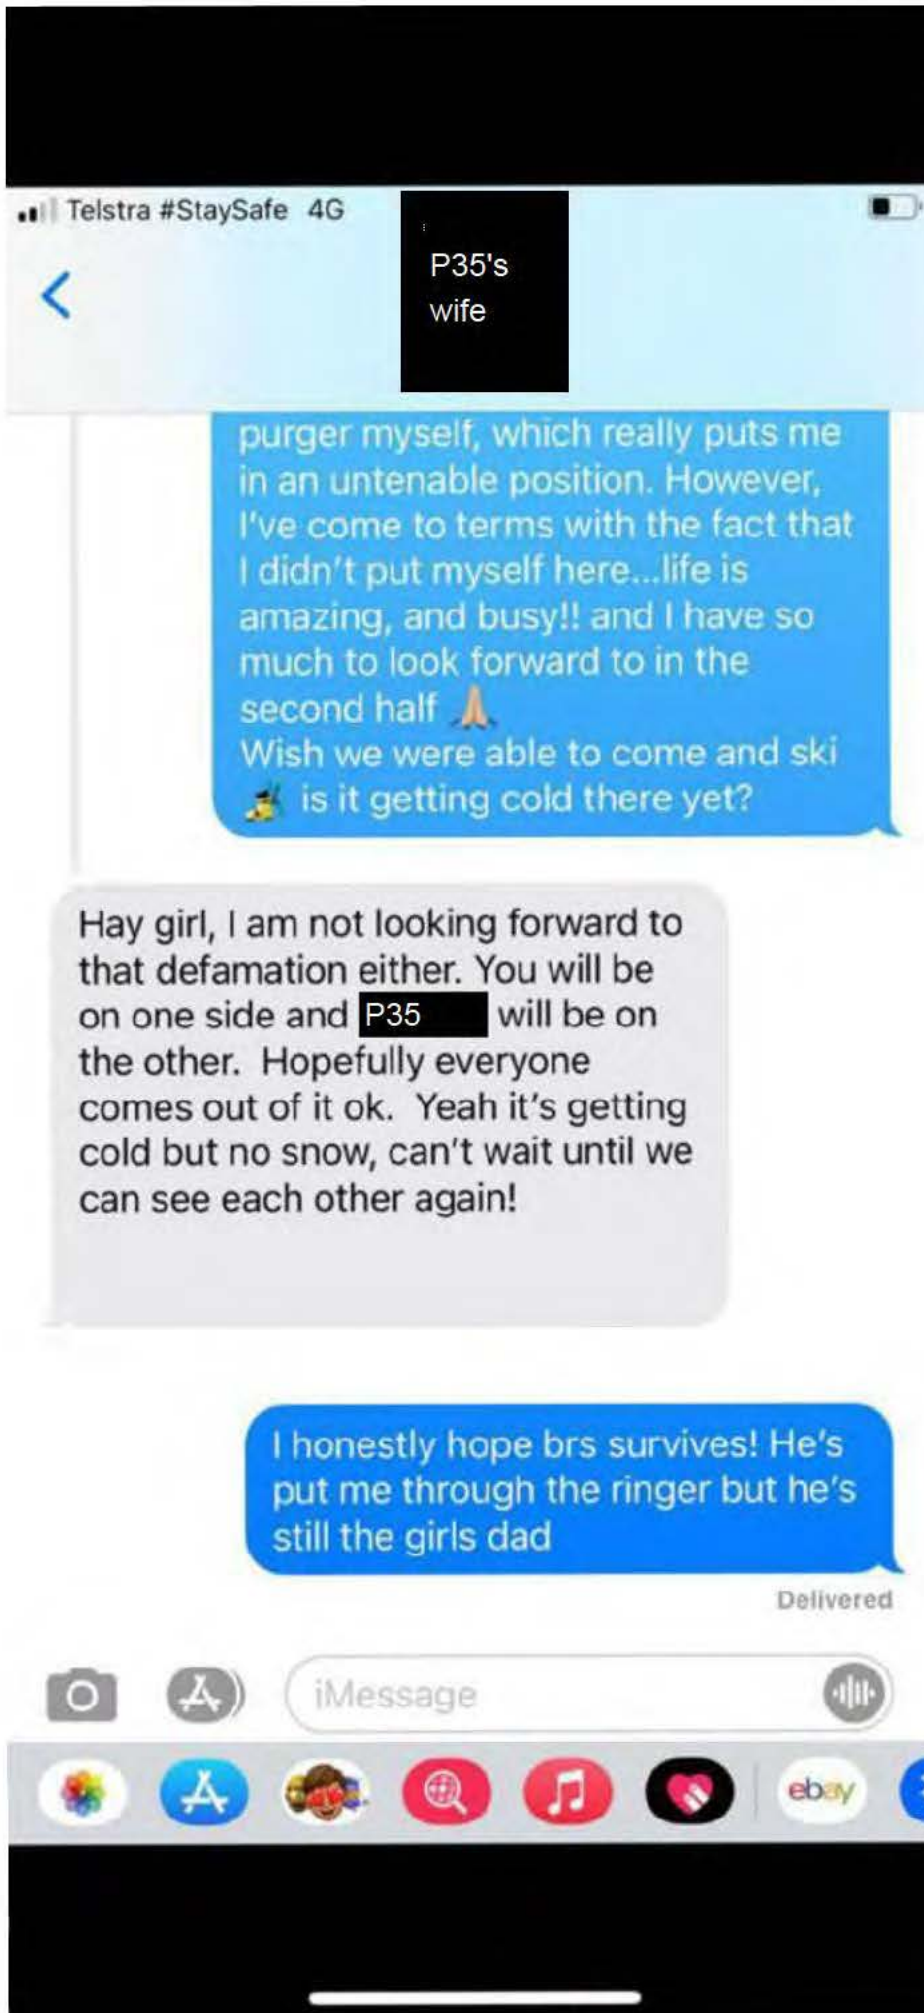 Telstra #StaySafe 4G
P35's
wife
purger myself, which really puts me
in an untenable position. However,
I've come to terms with the fact that
I didn't put myself here...life is
amazing, and busy!! and I have so
much to look forward to in the
second half 🙏🏼
Wish we were able to come and ski
🎿 is it getting cold there yet?
Hay girl, I am not looking forward to
that defamation either. You will be
on one side and P35 will be on
the other. Hopefully everyone
comes out of it ok. Yeah it's getting
cold but no snow, can't wait until we
can see each other again!
I honestly hope brs survives! He's
put me through the ringer but he's
still the girls dad
Delivered
iMessage
ebay